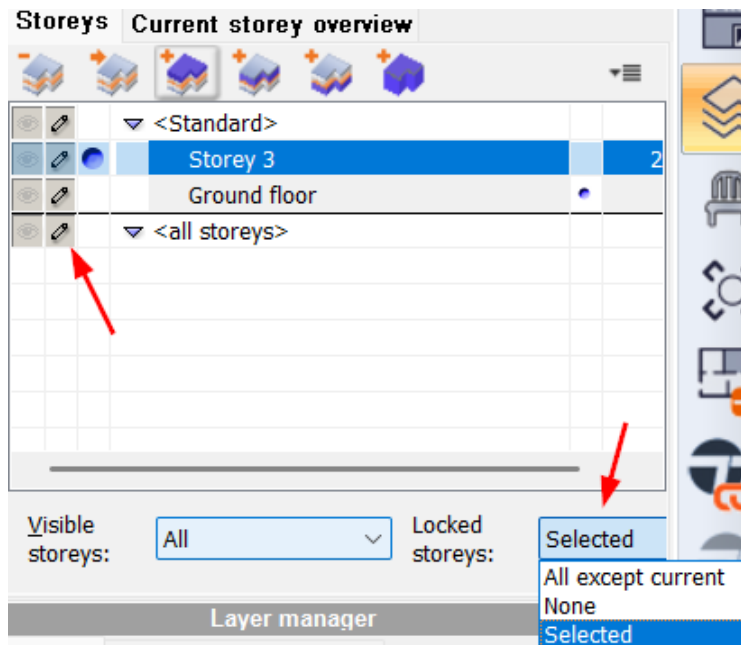 Storeys Current storey overview
<Standard>
Storey 3 2
Ground floor
<all storeys>
Visible storeys: All Locked storeys: Selected
All except current
None
Selected
Layer manager